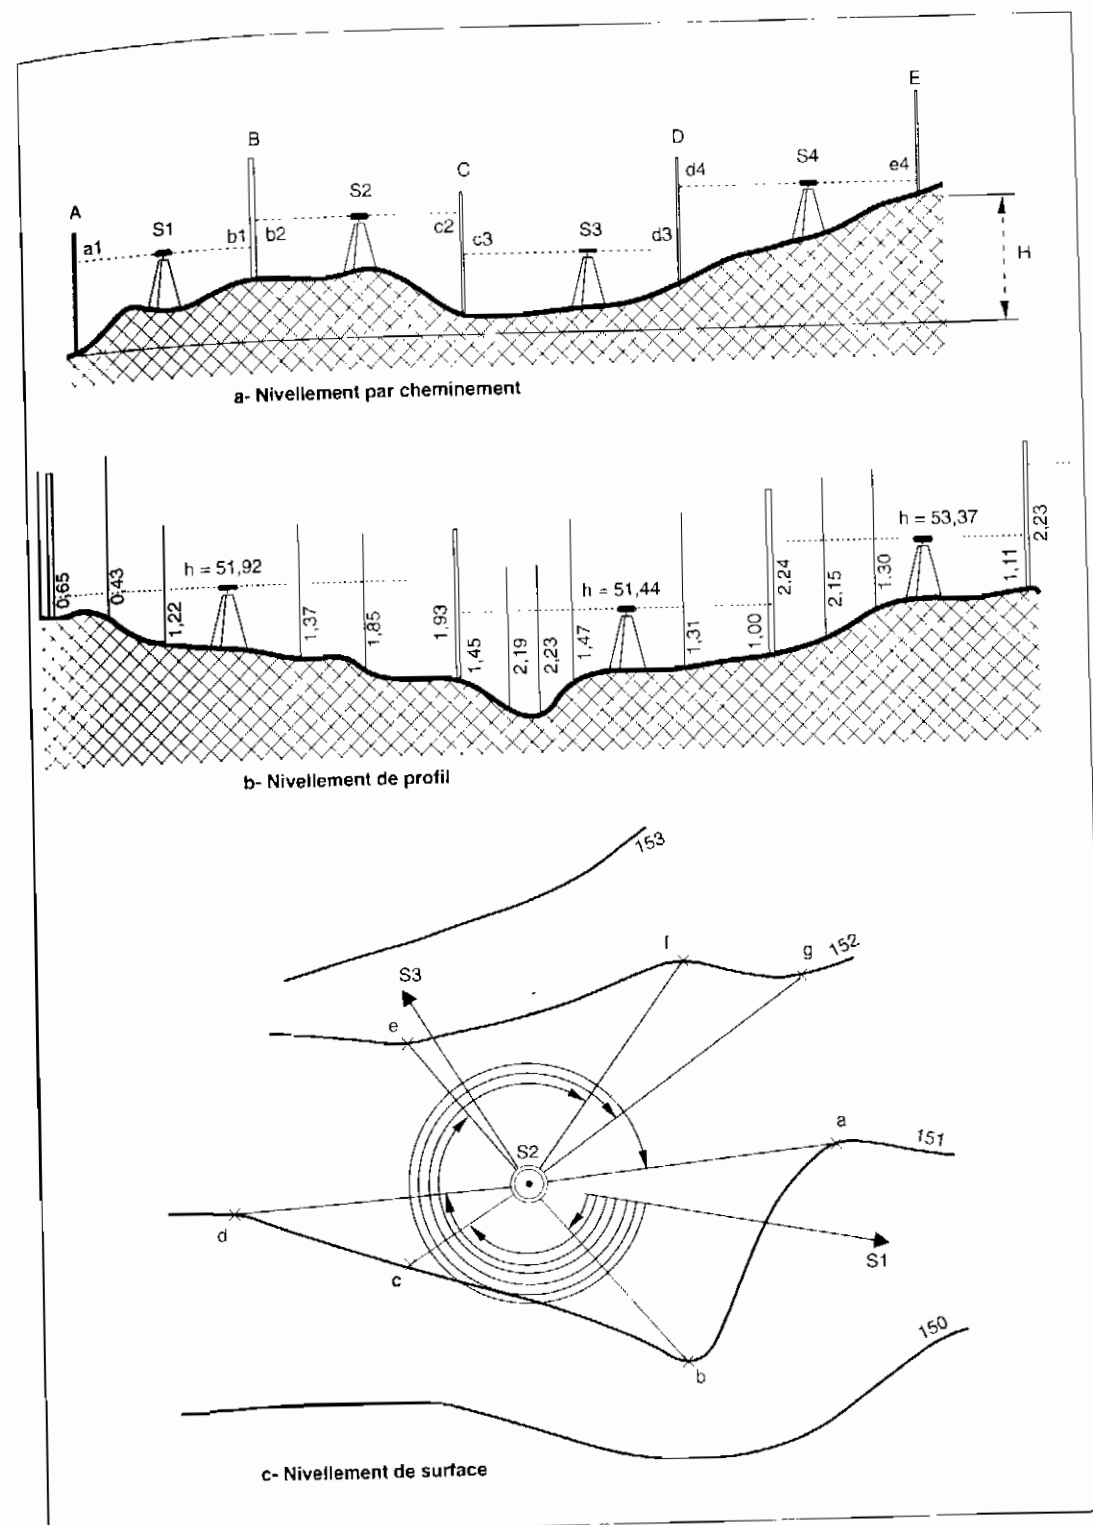 E
B
D
C
S4
S2
d4
e4
A
S1
c2
a1
b1
b2
c3
S3
d3
H
a- Nivellement par cheminement
h = 51,92
h = 51,44
h = 53,37
0,65
0,43
1,22
1,37
1,85
1,93
1,45
2,19
2,23
1,47
1,31
1,00
2,24
2,15
1,30
1,11
2,23
b- Nivellement de profil
153
f
g
152
S3
e
a
151
S2
d
S1
c
150
b
c- Nivellement de surface